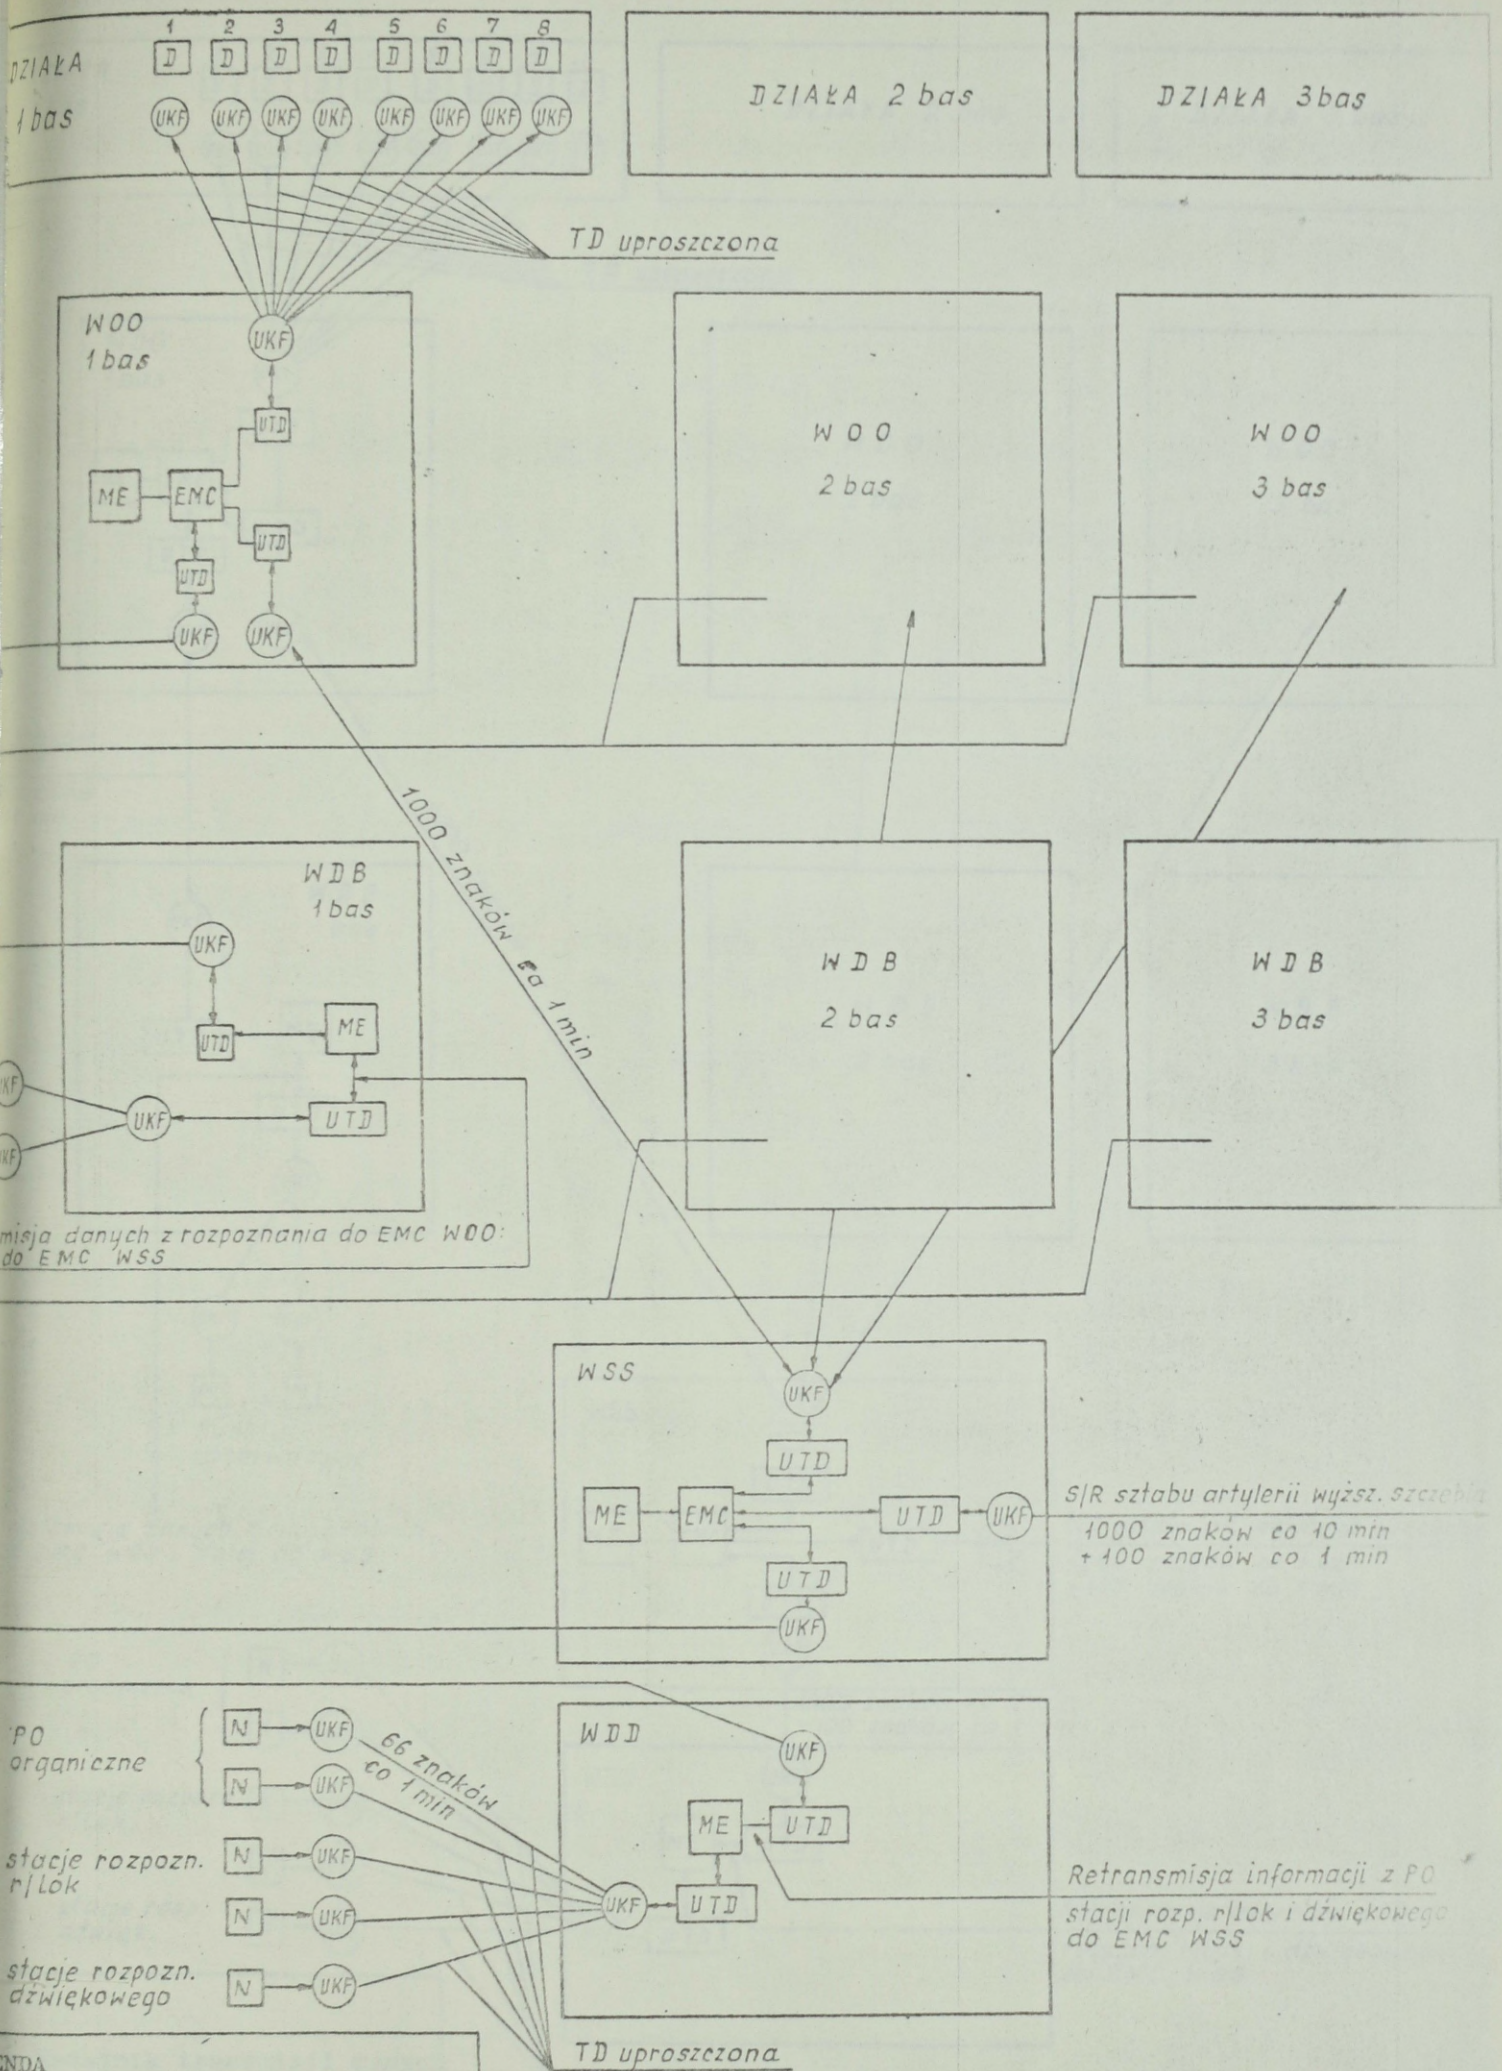 1 2 3 4 5 6 7 8
D D D D D D D D
DZIAŁA
1 bas
UKF UKF UKF UKF UKF UKF UKF UKF
DZIAŁA 2 bas
DZIAŁA 3 bas
TD uproszczona
WOO
1 bas
UKF
UTD
ME EMC
UTD
UTD
UKF UKF
WOO
2 bas
WOO
3 bas
1000 znaków co 1 min
WDB
1 bas
UKF
UTD ME
UKF
UKF UTD
UKF
misja danych z rozpoznania do EMC WOO:
do EMC WSS
WDB
2 bas
WDB
3 bas
WSS
UKF
UTD
ME EMC UTD UKF
UTD
UKF
S/R sztabu artylerii wyższ. szczebla
1000 znaków co 10 min
+ 100 znaków co 1 min
PO
organiczne
N UKF
N UKF
66 znaków
co 1 min
stacje rozpozn.
r/lok
N UKF
N UKF
stacje rozpozn.
dźwiękowego
N UKF
WDD
UKF
ME UTD
UKF UTD
Retransmisja informacji z PO
stacji rozp. r/lok i dźwiękowego
do EMC WSS
TD uproszczona
ENDA